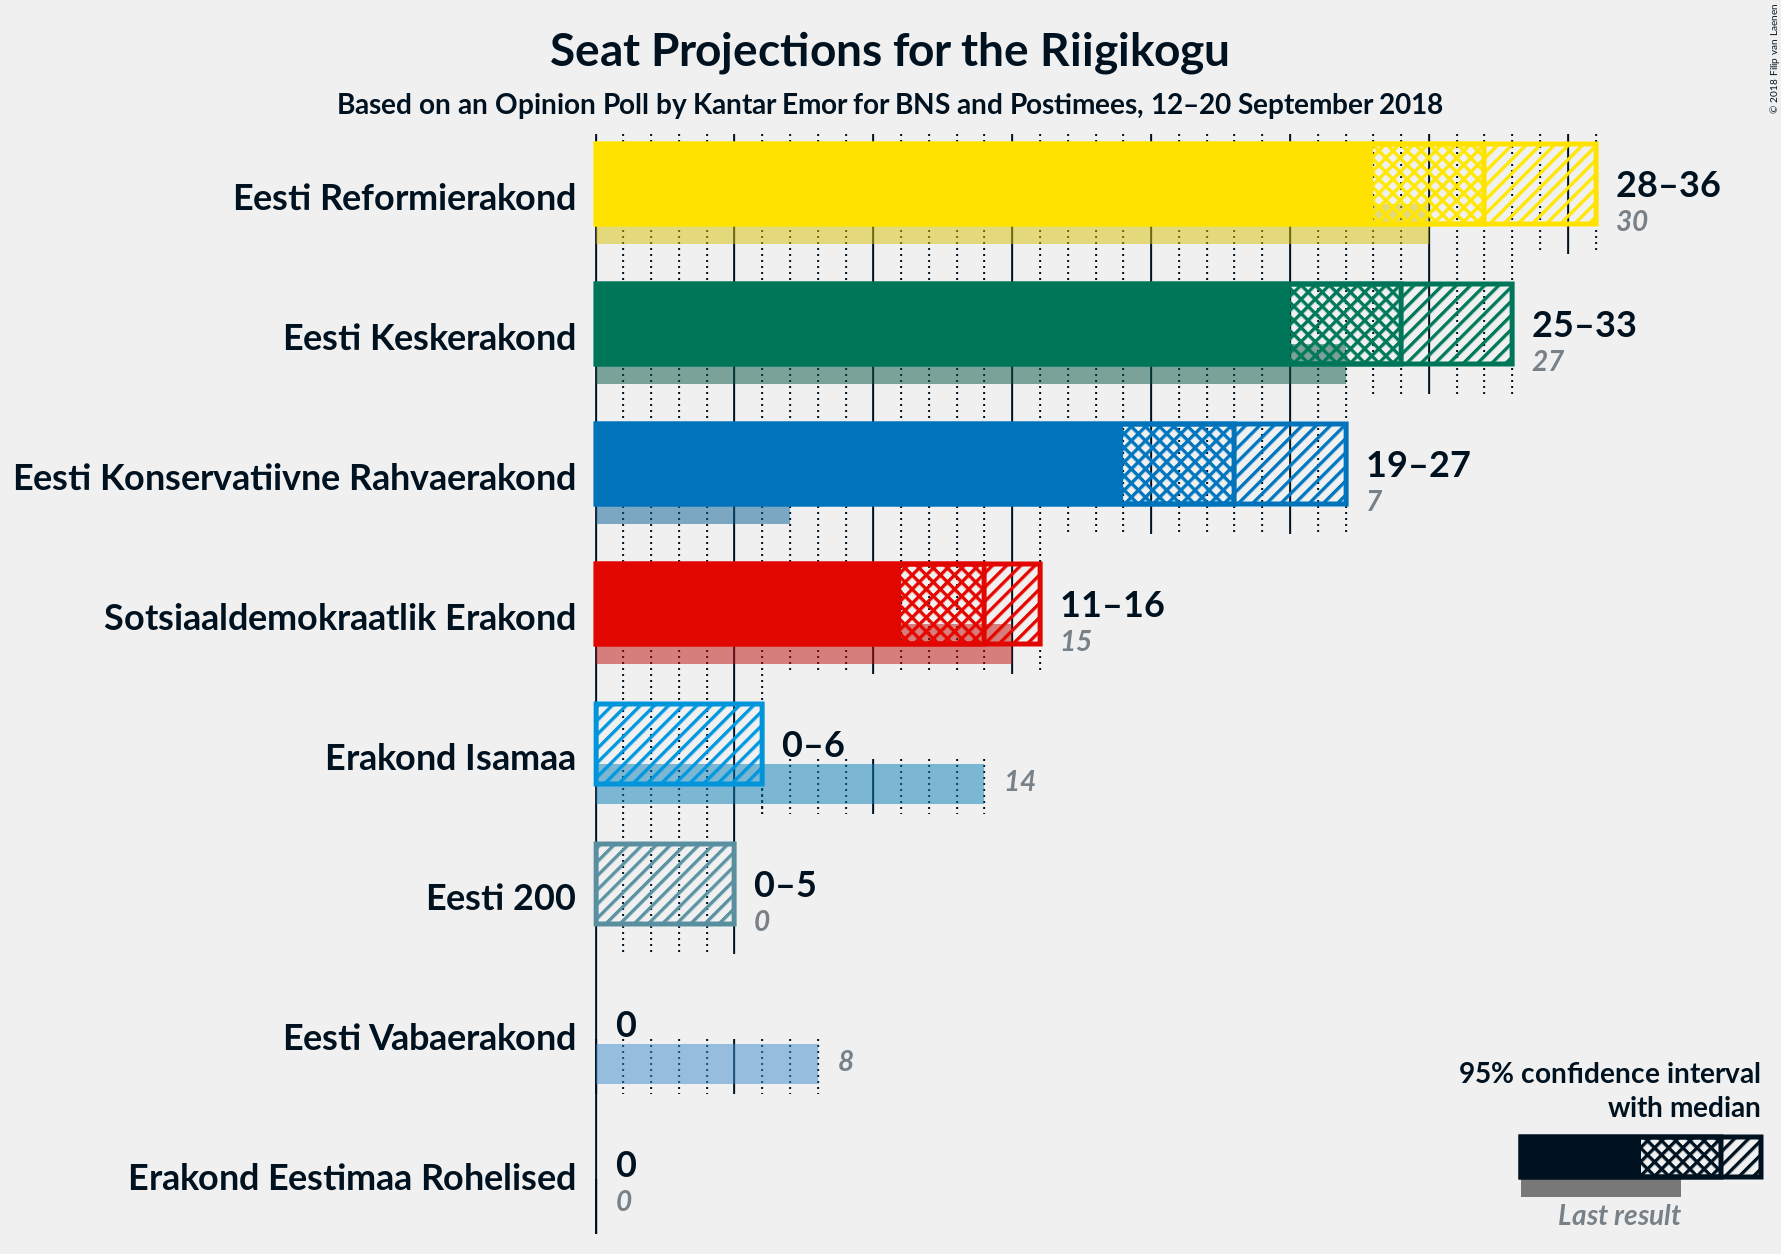 Seat Projections for the Riigikogu
Based on an Opinion Poll by Kantar Emor for BNS and Postimees, 12–20 September 2018
© 2018 Filip van Laenen
Eesti Reformierakond
28–36
30
Eesti Keskerakond
25–33
27
Eesti Konservatiivne Rahvaerakond
19–27
7
Sotsiaaldemokraatlik Erakond
11–16
15
Erakond Isamaa
0–6
14
Eesti 200
0–5
0
Eesti Vabaerakond
0
8
Erakond Eestimaa Rohelised
0
0
95% confidence interval
with median
Last result